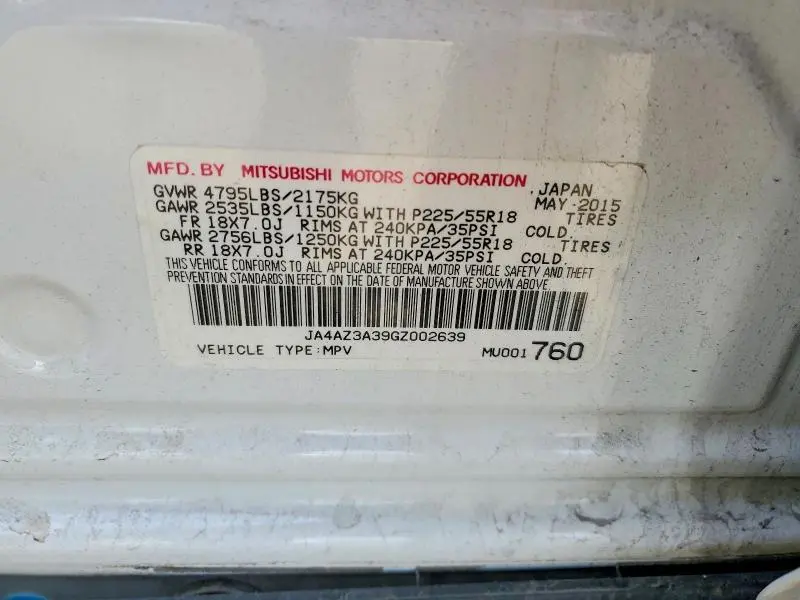 MFD. BY MITSUBISHI MOTORS CORPORATION .JAPAN
GVWR 4795LBS/2175KG MAY 2015
GAWR 2535LBS/1150KG WITH P225/55R18 TIRES
FR 18X7.0J RIMS AT 240KPA/35PSI COLD.
GAWR 2756LBS/1250KG WITH P225/55R18 TIRES
RR 18X7.0J RIMS AT 240KPA/35PSI COLD.
THIS VEHICLE CONFORMS TO ALL APPLICABLE FEDERAL MOTOR VEHICLE SAFETY AND THEFT
PREVENTION STANDARDS IN EFFECT ON THE DATE OF MANUFACTURE SHOWN ABOVE.
JA4AZ3A39GZ002639
VEHICLE TYPE:MPV MU001760